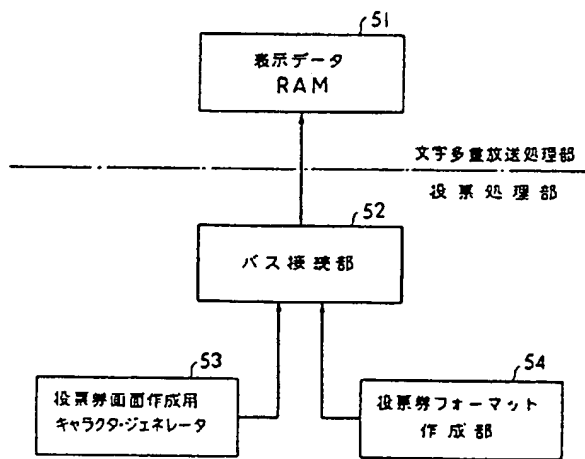 51
表示データ
RAM
文字多重放送処理部
投票処理部
52
バス接続部
53
投票券画面作成用
キャラクタ・ジェネレータ
54
投票券フォーマット
作成部